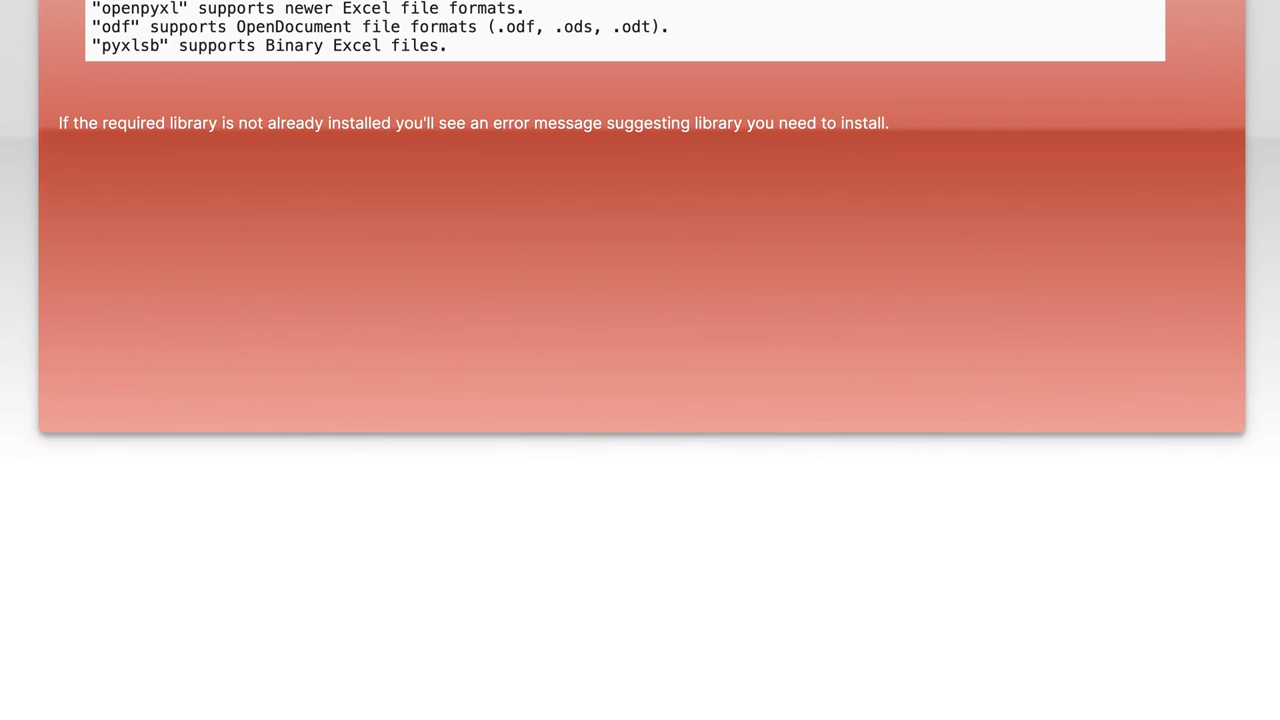 "openpyxl" supports newer Excel file formats.
"odf" supports OpenDocument file formats (.odf, .ods, .odt).
"pyxlsb" supports Binary Excel files.
If the required library is not already installed you'll see an error message suggesting library you need to install.